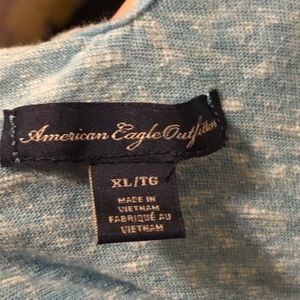 American Eagle Outfitters
XL/TG
MADE IN
VIETNAM
FABRIQUÉ AU
VIETNAM